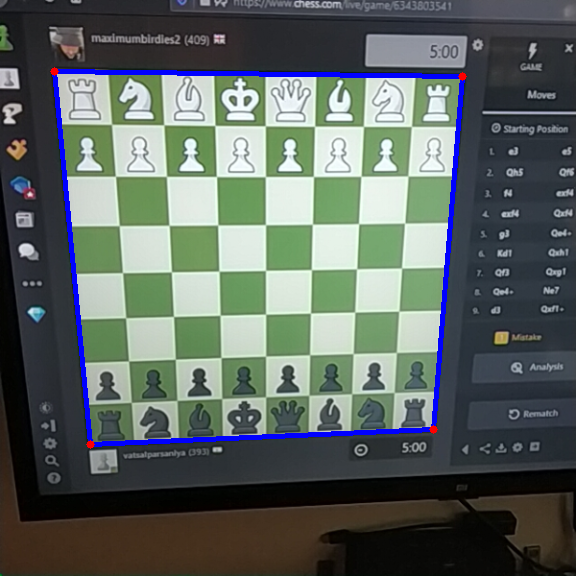 https://www.chess.com/live/game/6343803541
maximumbirdies2 (409)
5:00
GAME
Moves
Starting Position
1. e3 e5
2. Qh5 Qf6
3. f4 exf4
4. exf4 Qxf4
5. g3 Qe4+
6. Kd1 Qxh1
7. Qf3 Qxg1
8. Qe4+ Ne7
9. d3 Qxf1+
Mistake
Analysis
Rematch
vatsalparsaniya (393)
5:00